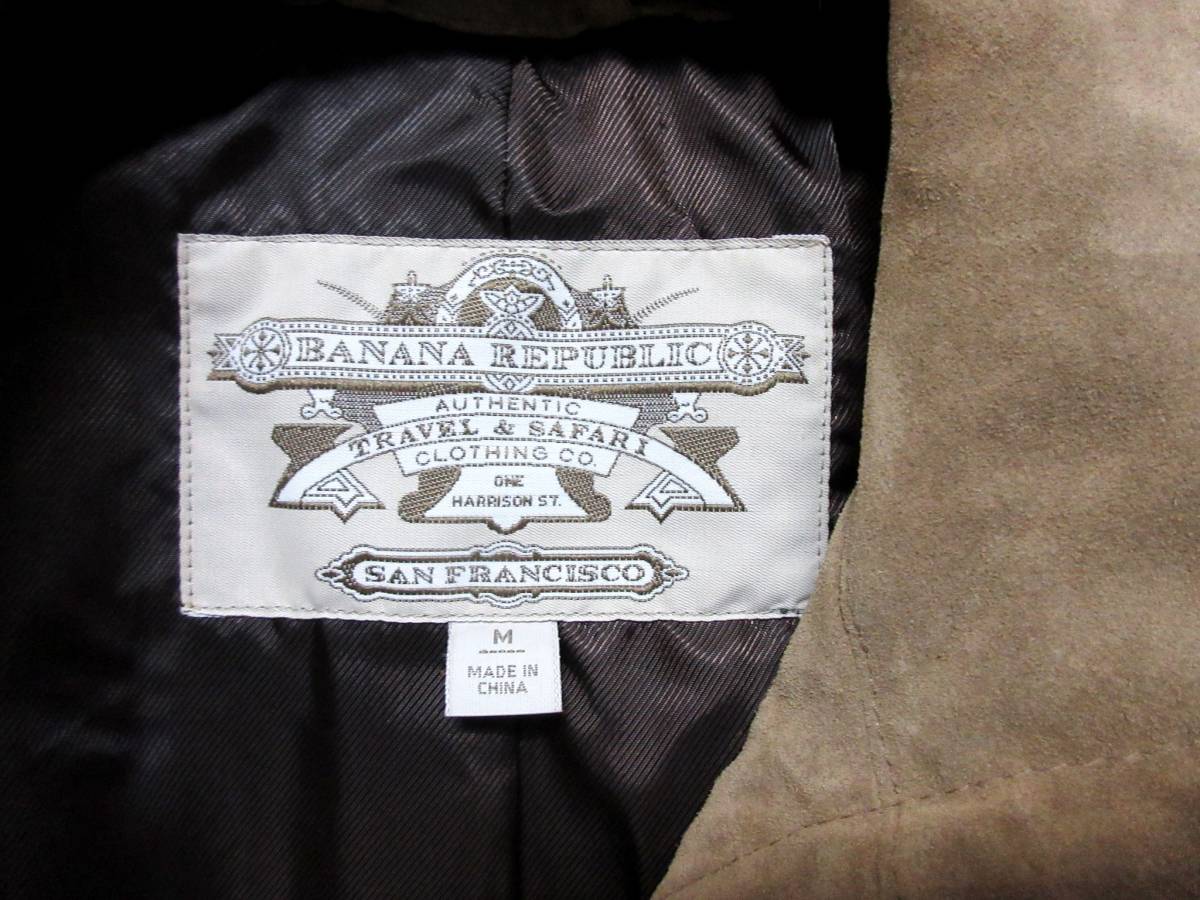 BANANA REPUBLIC
AUTHENTIC
TRAVEL & SAFARI
CLOTHING CO.
ONE
HARRISON ST.
SAN FRANCISCO
M
MADE IN
CHINA